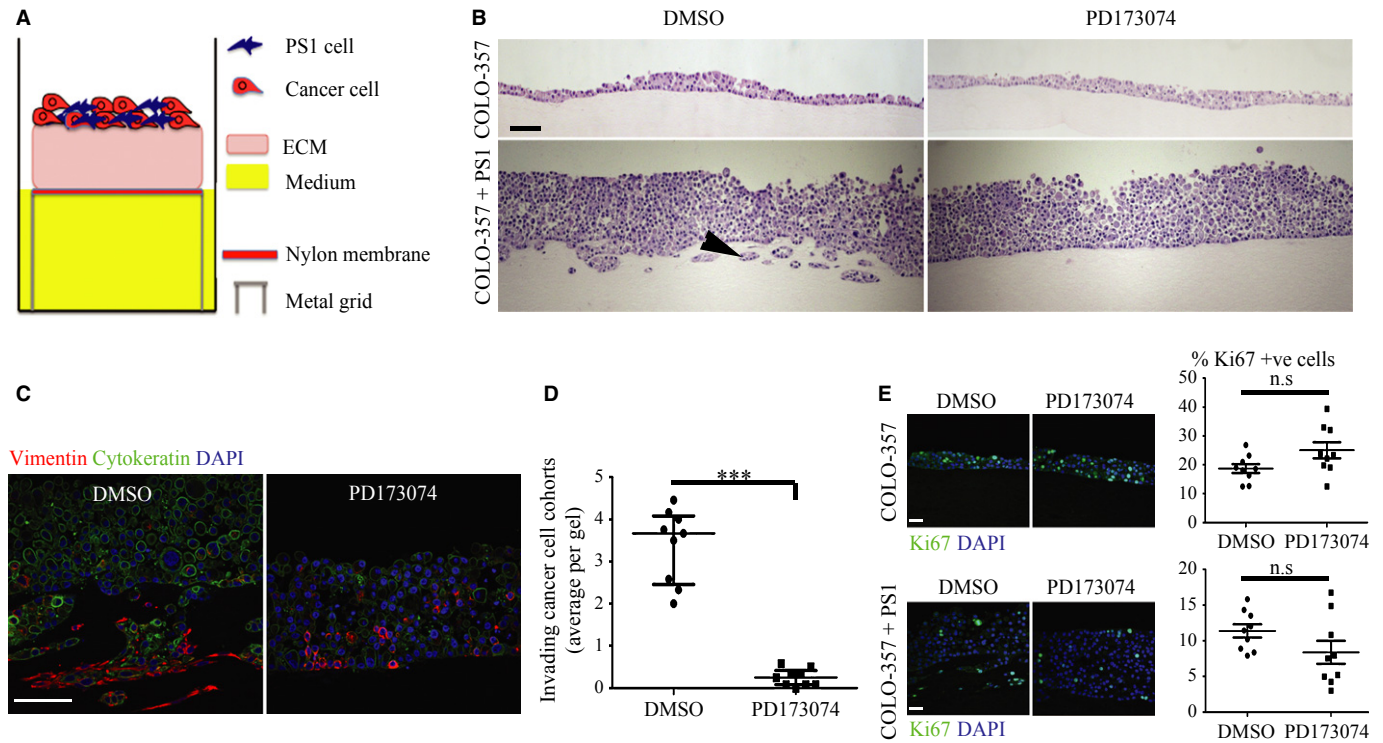 A
PS1 cell
Cancer cell
ECM
Medium
Nylon membrane
Metal grid
B
DMSO
PD173074
COLO-357
COLO-357 + PS1
C
Vimentin Cytokeratin DAPI
DMSO
PD173074
D
Invading cancer cell cohorts
(average per gel)
5
4
3
2
1
0
***
DMSO
PD173074
E
DMSO
PD173074
COLO-357
Ki67 DAPI
% Ki67 +ve cells
n.s
50
40
30
20
10
0
DMSO PD173074
DMSO
PD173074
COLO-357 + PS1
Ki67 DAPI
n.s
20
15
10
5
0
DMSO PD173074